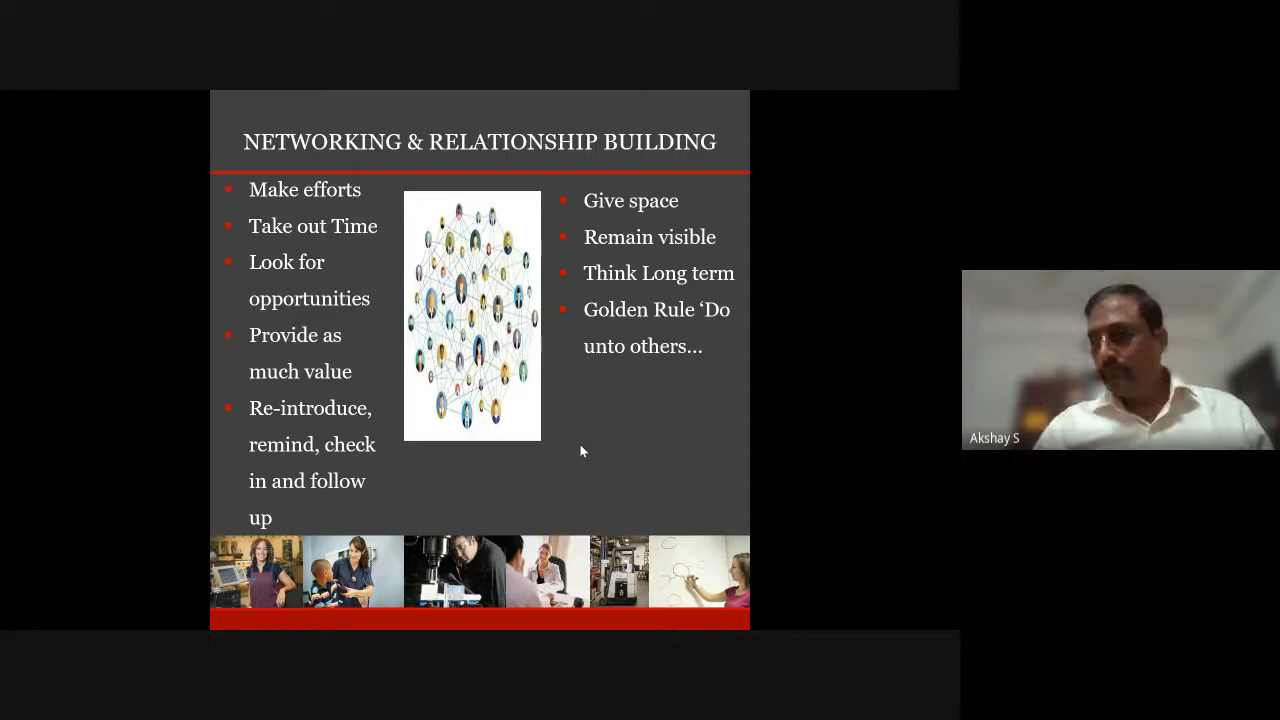 NETWORKING & RELATIONSHIP BUILDING
Make efforts
Take out Time
Look for
opportunities
Provide as
much value
Re-introduce,
remind, check
in and follow
up
Give space
Remain visible
Think Long term
Golden Rule ‘Do
unto others...
Akshay S